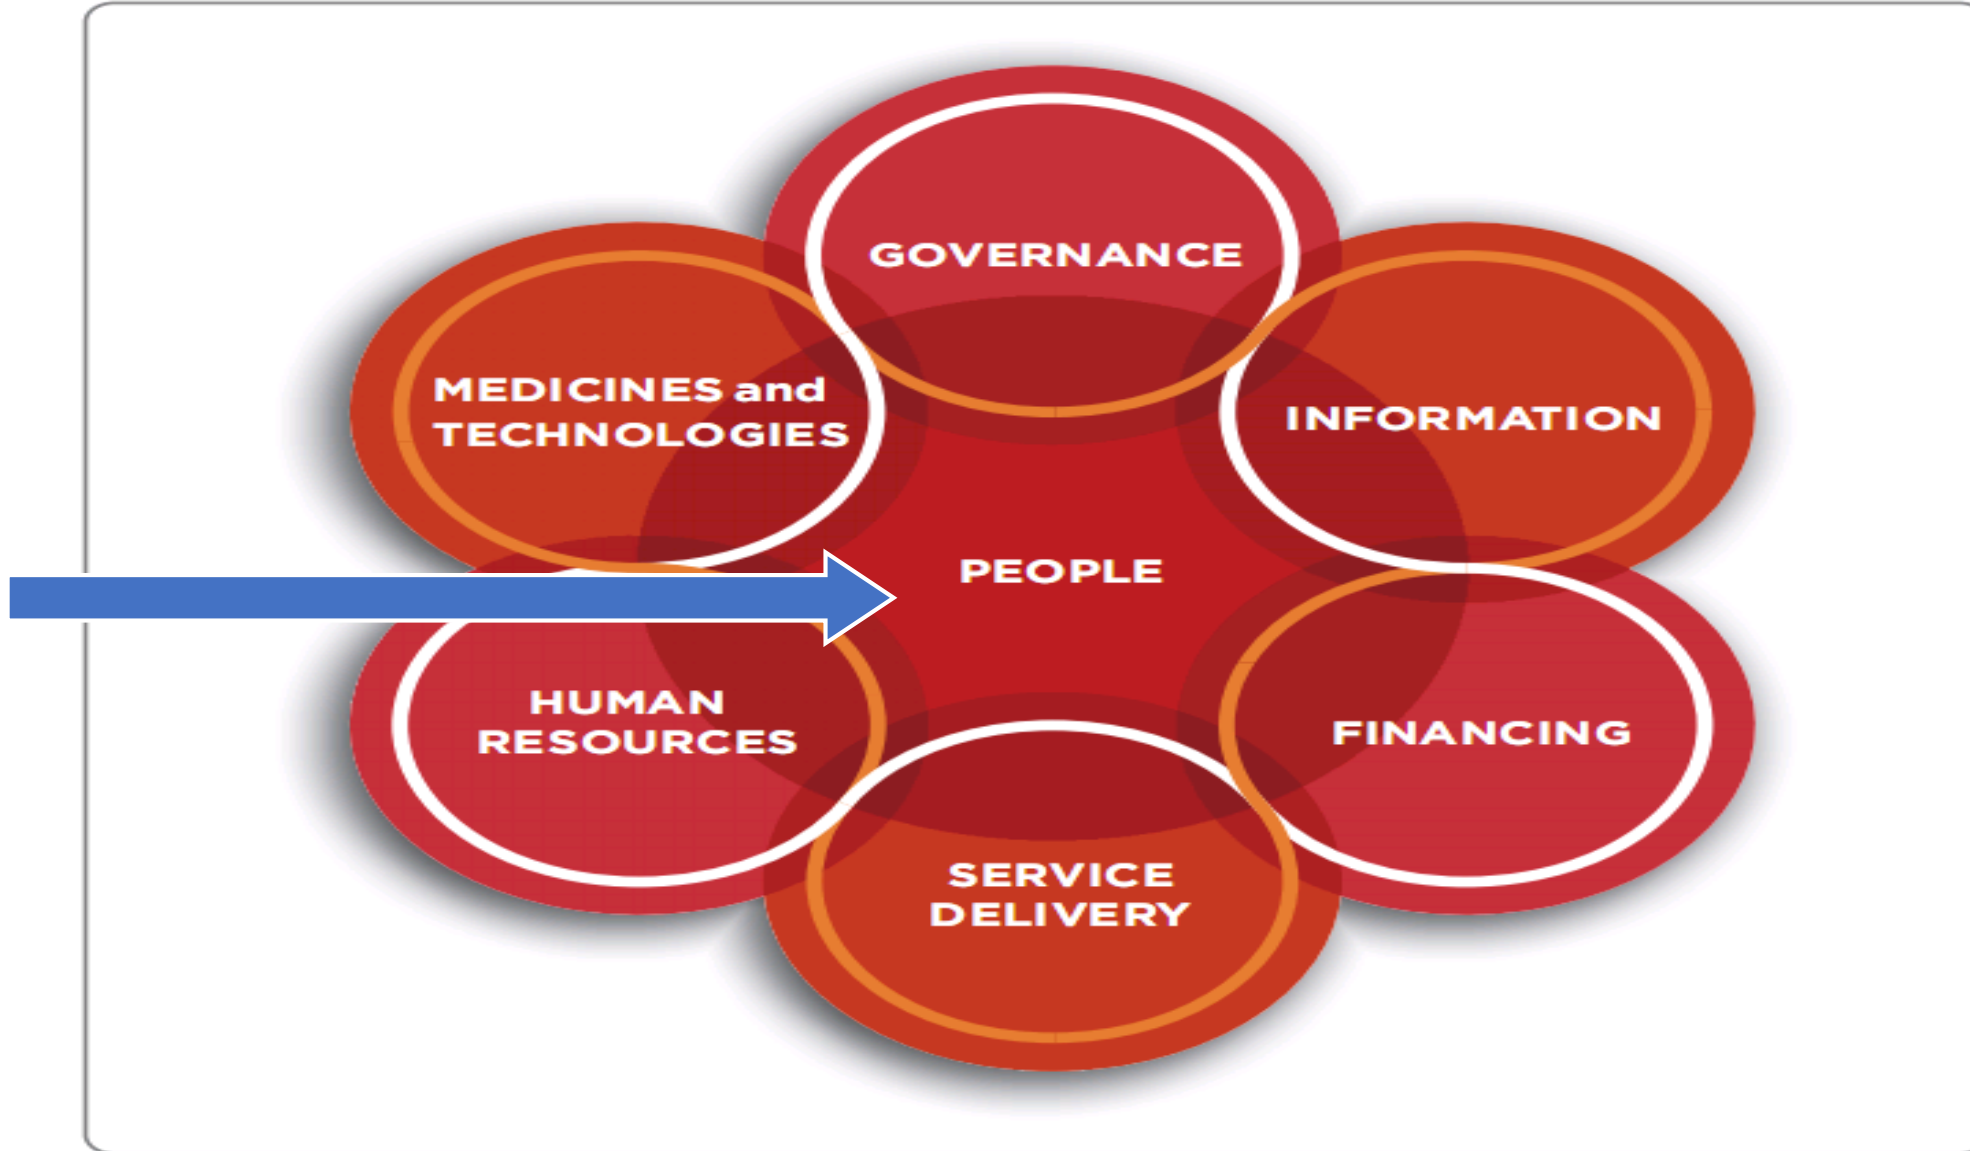 GOVERNANCE
MEDICINES and
TECHNOLOGIES
INFORMATION
PEOPLE
HUMAN
RESOURCES
FINANCING
SERVICE
DELIVERY